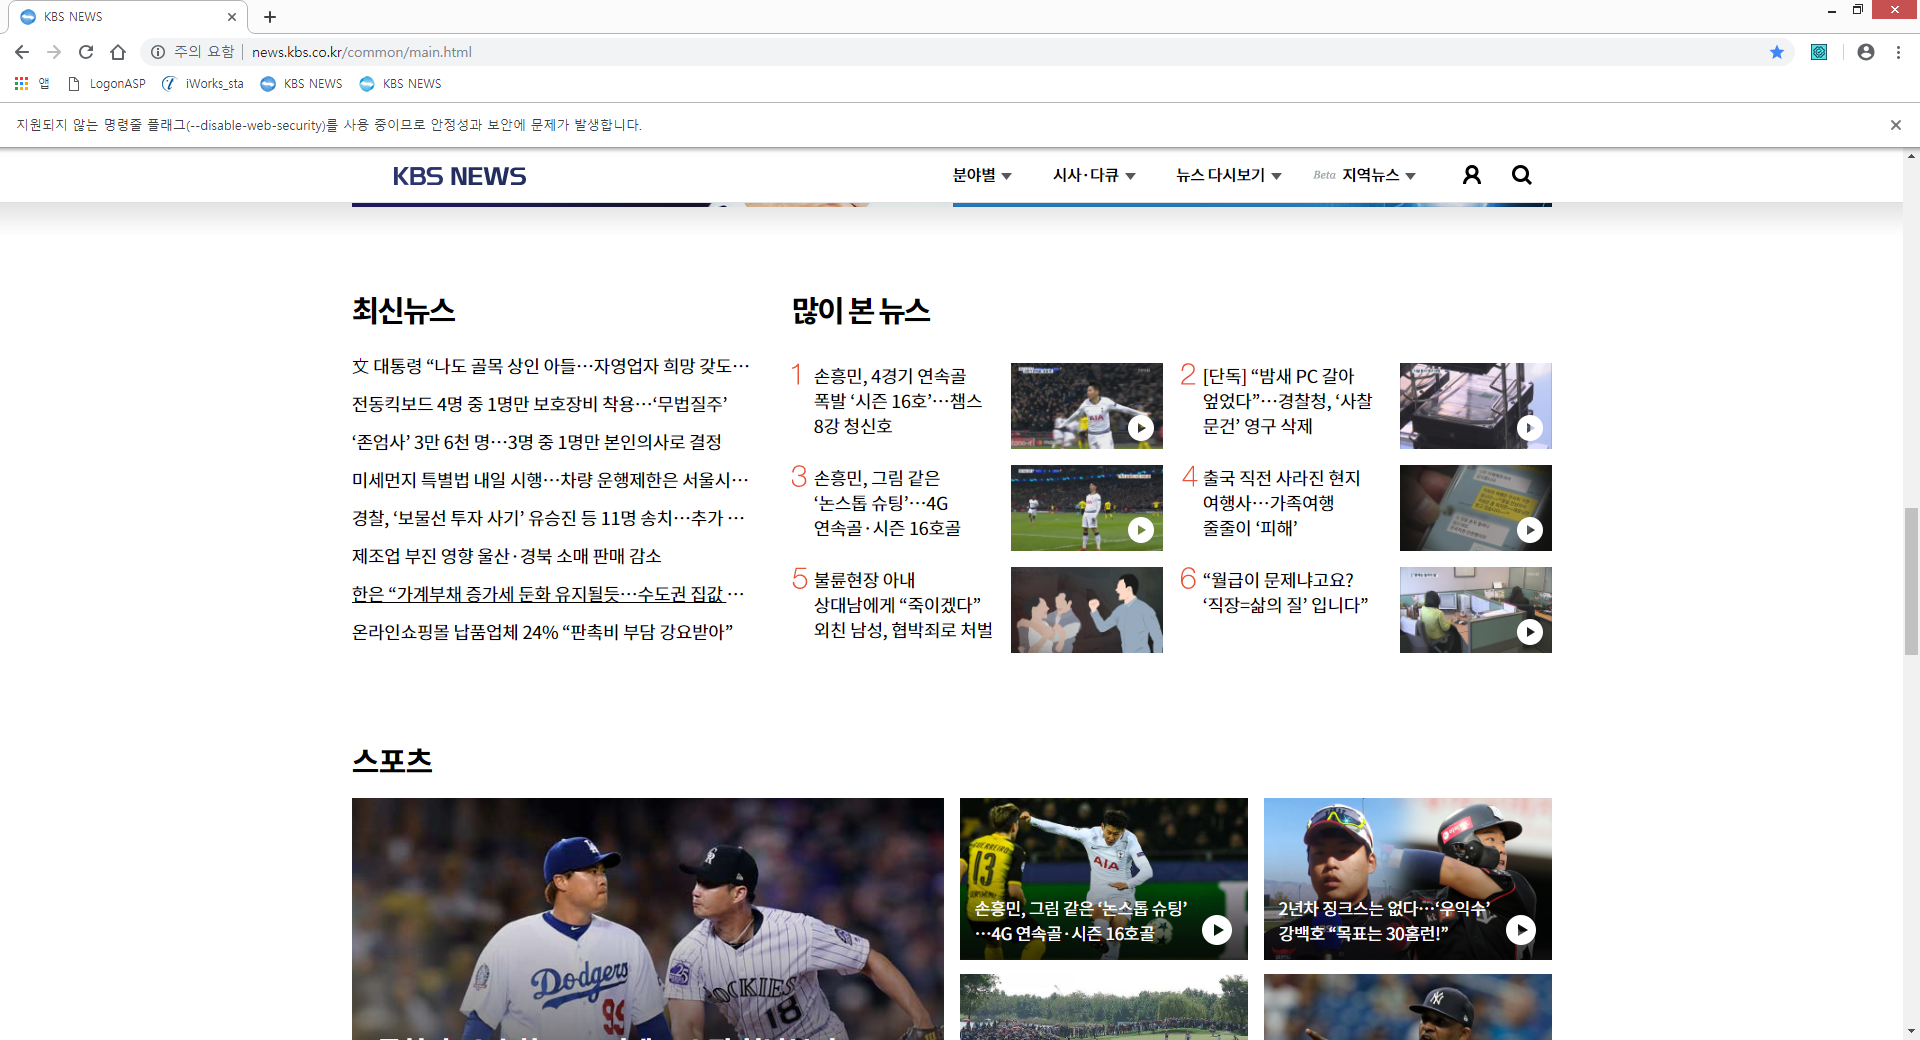 KBS NEWS
주의 요함 | news.kbs.co.kr/common/main.html
앱 LogonASP iWorks_sta KBS NEWS KBS NEWS
지원되지 않는 명령줄 플래그(--disable-web-security)를 사용 중이므로 안정성과 보안에 문제가 발생합니다.
KBS NEWS 분야별 시사·다큐 뉴스 다시보기 Beta 지역뉴스
최신뉴스
文 대통령 “나도 골목 상인 아들…자영업자 희망 갖도…
전동킥보드 4명 중 1명만 보호장비 착용…‘무법질주’
‘존엄사’ 3만 6천 명…3명 중 1명만 본인의사로 결정
미세먼지 특별법 내일 시행…차량 운행제한은 서울시…
경찰, ‘보물선 투자 사기’ 유승진 등 11명 송치…추가 …
제조업 부진 영향 울산·경북 소매 판매 감소
한은 “가계부채 증가세 둔화 유지될듯…수도권 집값 …
온라인쇼핑몰 납품업체 24% “판촉비 부담 강요받아”
많이 본 뉴스
1 손흥민, 4경기 연속골
폭발 ‘시즌 16호’…챔스
8강 청신호
2 [단독] “밤새 PC 갈아
엎었다”…경찰청, ‘사찰
문건’ 영구 삭제
3 손흥민, 그림 같은
‘논스톱 슈팅’…4G
연속골·시즌 16호골
4 출국 직전 사라진 현지
여행사…가족여행
줄줄이 ‘피해’
5 불륜현장 아내
상대남에게 “죽이겠다”
외친 남성, 협박죄로 처벌
6 “월급이 문제냐고요?
‘직장=삶의 질’ 입니다”
스포츠
Dodgers
99
ROCKIES
18
13
AIA
손흥민, 그림 같은 ‘논스톱 슈팅’
…4G 연속골·시즌 16호골
2년차 징크스는 없다…‘우익수’
강백호 “목표는 30홈런!”